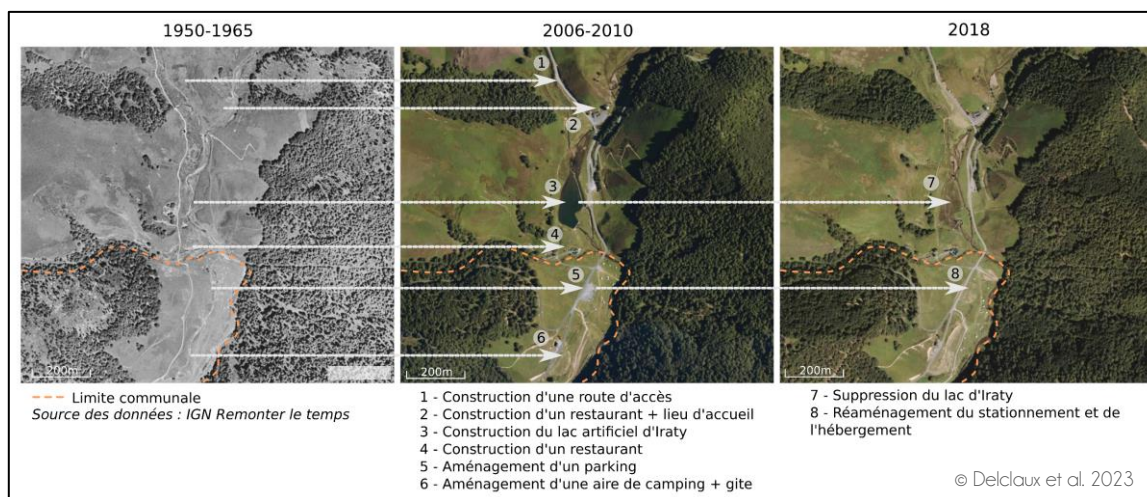 1950-1965
2006-2010
2018
1
2
3
4
5
6
7
8
200m
200m
200m
Limite communale
Source des données : IGN Remonter le temps
1 - Construction d'une route d'accès
2 - Construction d'un restaurant + lieu d'accueil
3 - Construction du lac artificiel d'Iraty
4 - Construction d'un restaurant
5 - Aménagement d'un parking
6 - Aménagement d'une aire de camping + gite
7 - Suppression du lac d'Iraty
8 - Réaménagement du stationnement et de
l'hébergement
© Delclaux et al. 2023